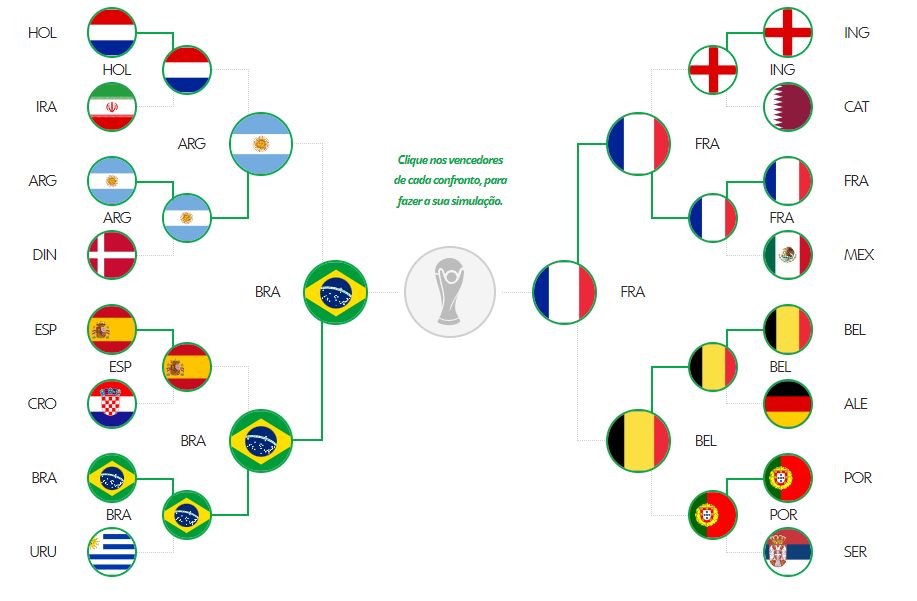 HOL
ING
HOL
ING
IRA
CAT
ARG
FRA
Clique nos vencedores
de cada confronto, para
fazer a sua simulação.
ARG
FRA
ARG
FRA
DIN
MEX
BRA
FRA
ESP
BEL
ESP
BEL
CRO
ALE
BRA
BEL
BRA
POR
BRA
POR
URU
SER